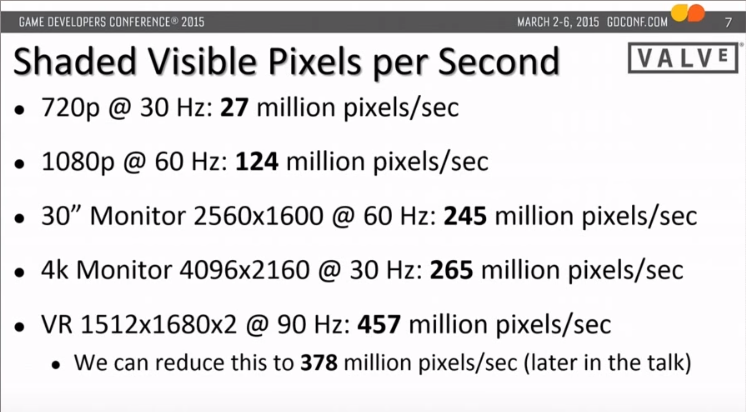 GAME DEVELOPERS CONFERENCE® 2015 MARCH 2-6, 2015 GDCONF.COM 7
Shaded Visible Pixels per Second VALVE®
• 720p @ 30 Hz: 27 million pixels/sec
• 1080p @ 60 Hz: 124 million pixels/sec
• 30” Monitor 2560x1600 @ 60 Hz: 245 million pixels/sec
• 4k Monitor 4096x2160 @ 30 Hz: 265 million pixels/sec
• VR 1512x1680x2 @ 90 Hz: 457 million pixels/sec
• We can reduce this to 378 million pixels/sec (later in the talk)